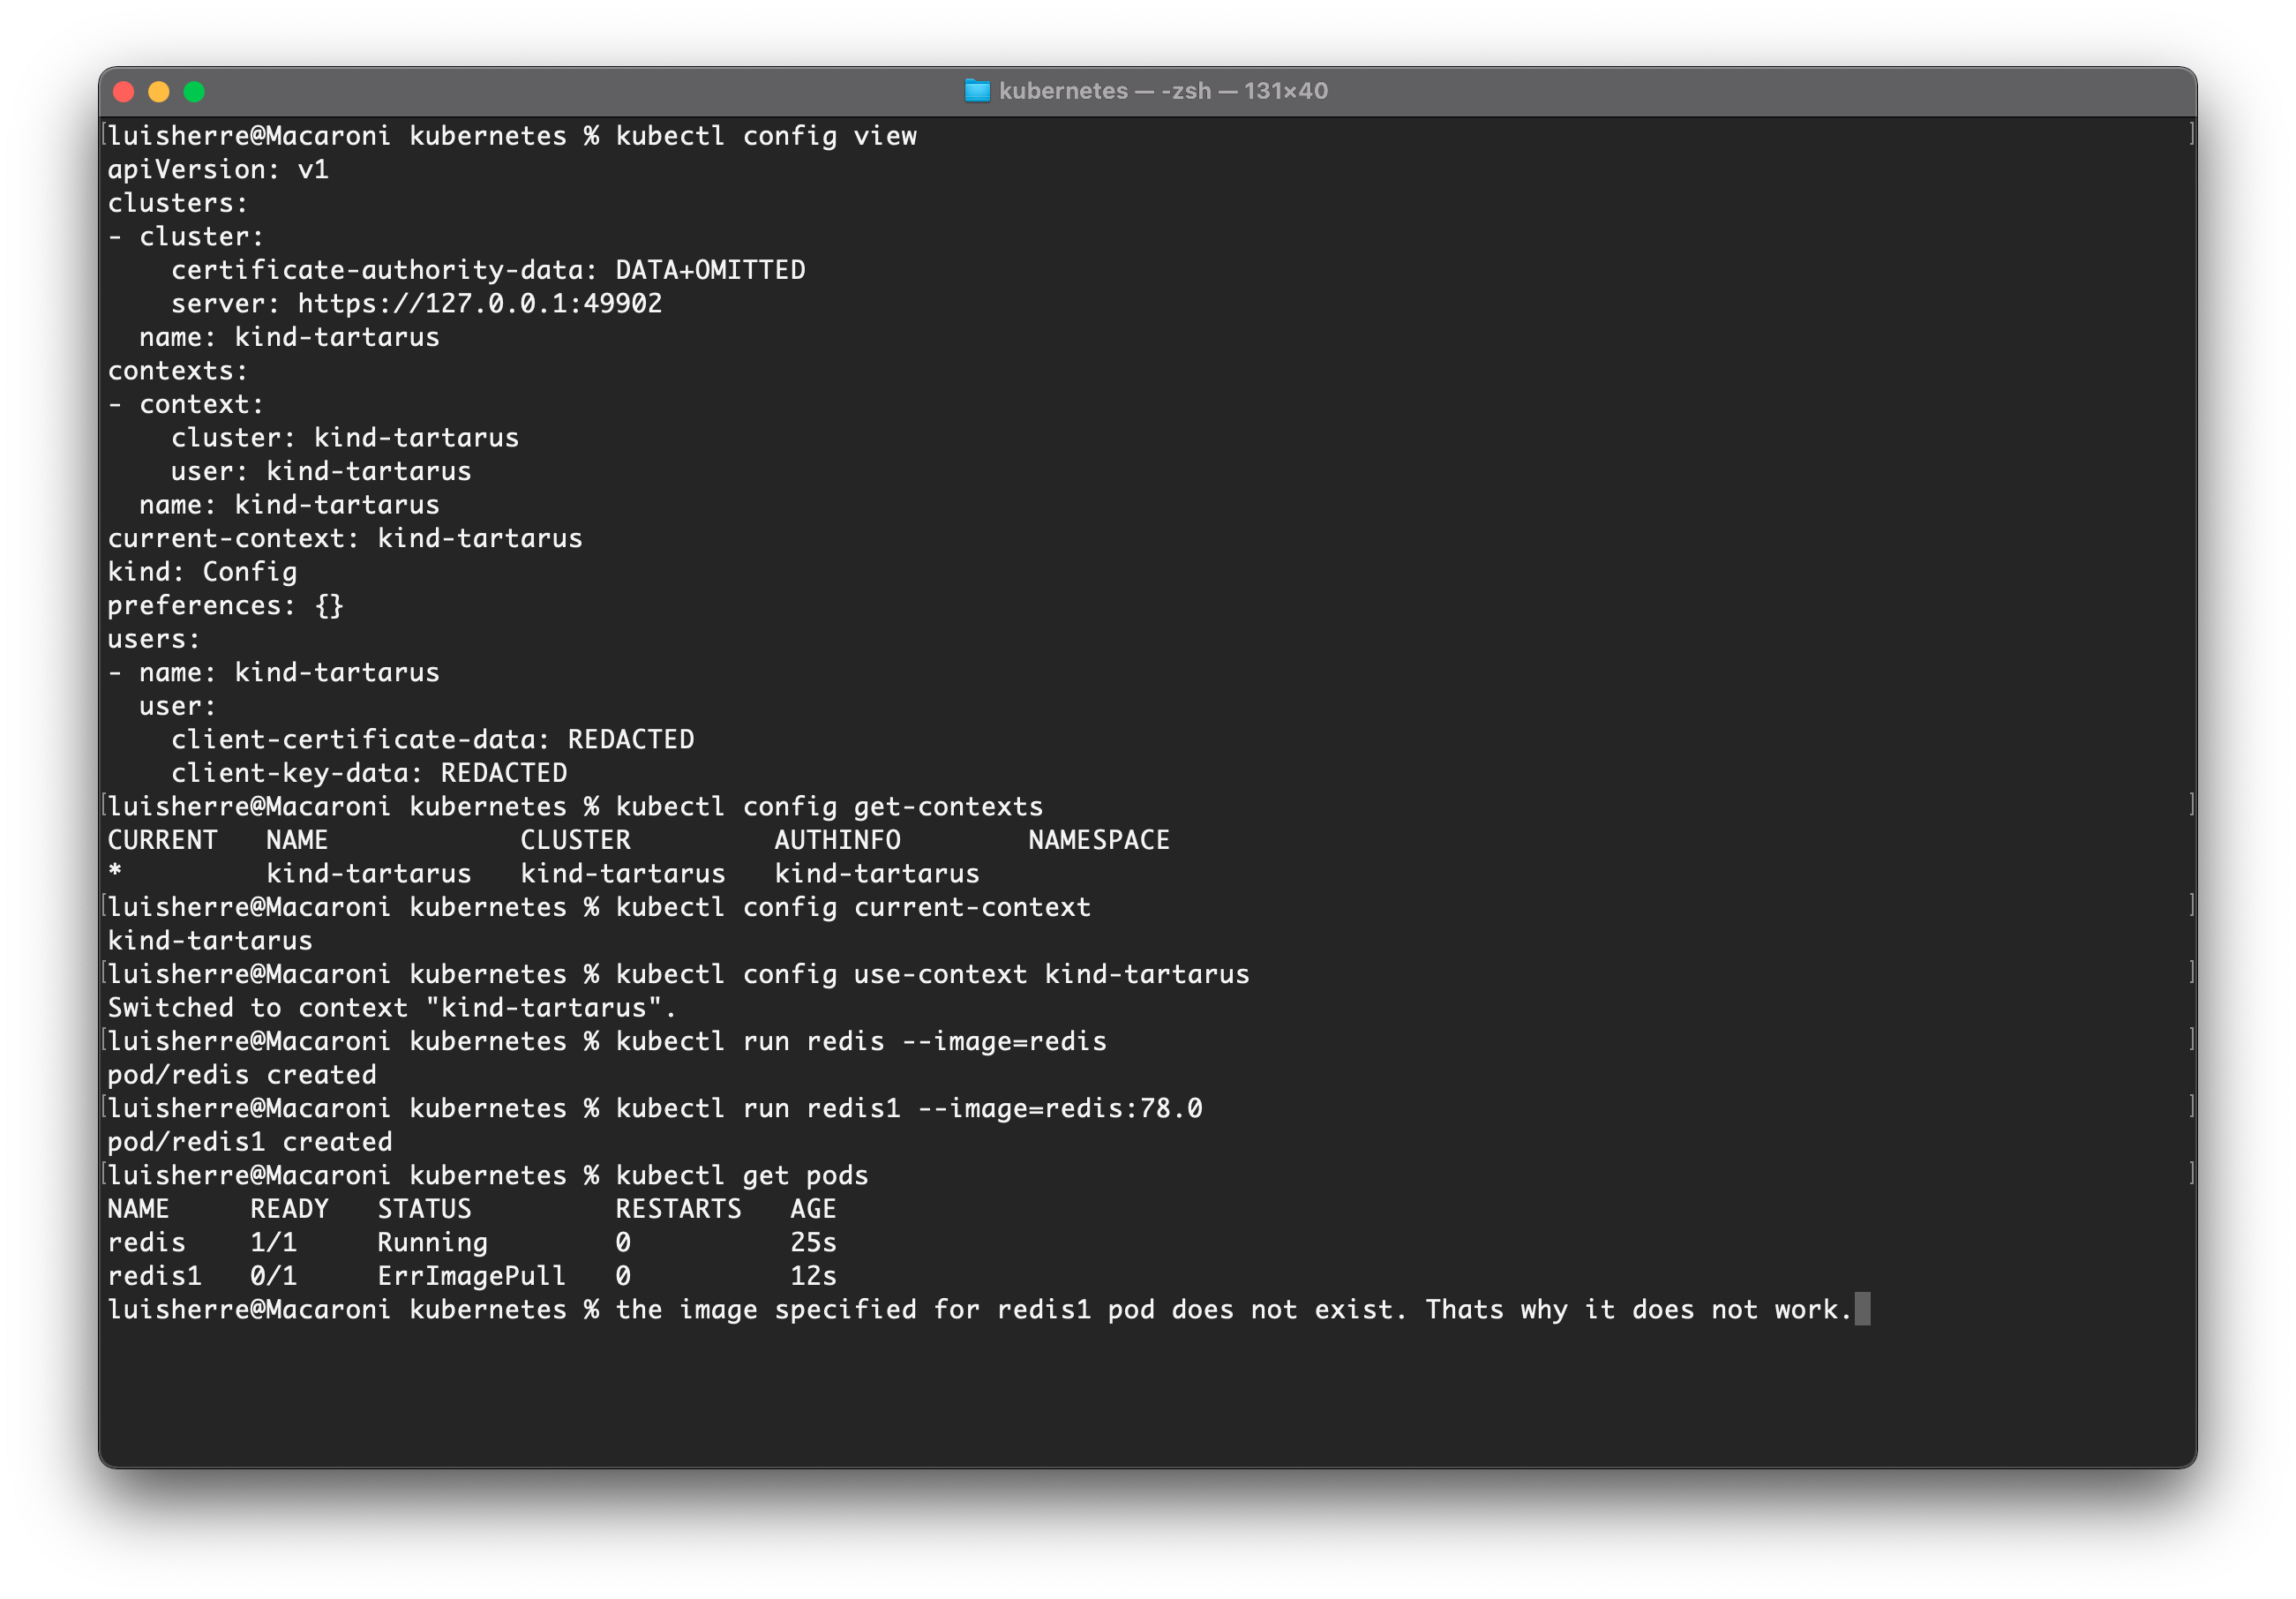 kubernetes — -zsh — 131×40
luisherre@Macaroni kubernetes % kubectl config view
apiVersion: v1
clusters:
- cluster:
    certificate-authority-data: DATA+OMITTED
    server: https://127.0.0.1:49902
  name: kind-tartarus
contexts:
- context:
    cluster: kind-tartarus
    user: kind-tartarus
  name: kind-tartarus
current-context: kind-tartarus
kind: Config
preferences: {}
users:
- name: kind-tartarus
  user:
    client-certificate-data: REDACTED
    client-key-data: REDACTED
luisherre@Macaroni kubernetes % kubectl config get-contexts
CURRENT   NAME            CLUSTER         AUTHINFO        NAMESPACE
*         kind-tartarus   kind-tartarus   kind-tartarus
luisherre@Macaroni kubernetes % kubectl config current-context
kind-tartarus
luisherre@Macaroni kubernetes % kubectl config use-context kind-tartarus
Switched to context "kind-tartarus".
luisherre@Macaroni kubernetes % kubectl run redis --image=redis
pod/redis created
luisherre@Macaroni kubernetes % kubectl run redis1 --image=redis:78.0
pod/redis1 created
luisherre@Macaroni kubernetes % kubectl get pods
NAME     READY   STATUS         RESTARTS   AGE
redis    1/1     Running        0          25s
redis1   0/1     ErrImagePull   0          12s
luisherre@Macaroni kubernetes % the image specified for redis1 pod does not exist. Thats why it does not work.